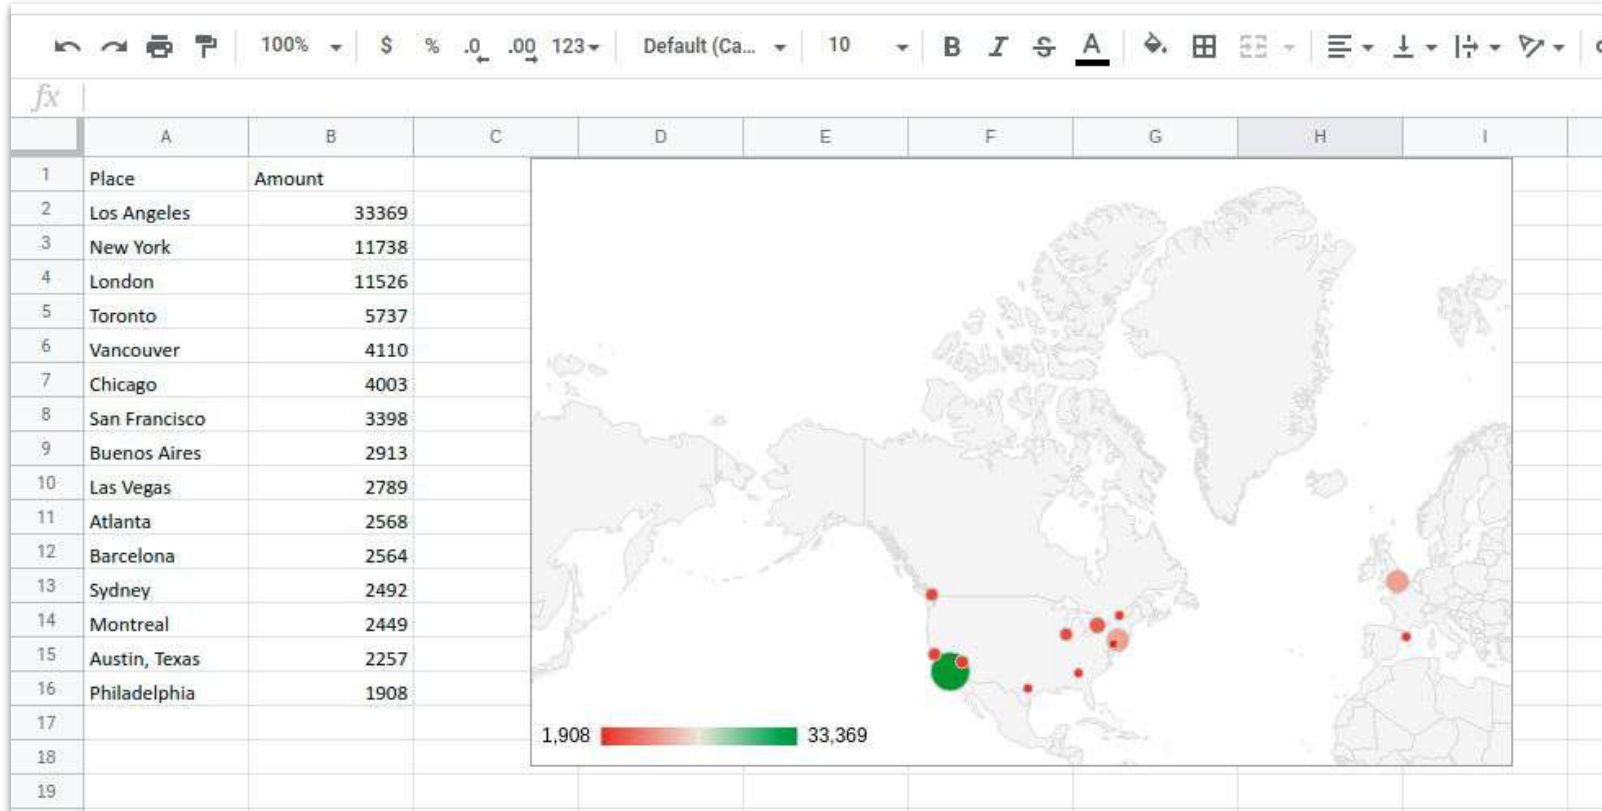 100% $ % .0 .00 123 Default (Ca... 10 B I S A
fx
A B C D E F G H I
1 Place Amount
2 Los Angeles 33369
3 New York 11738
4 London 11526
5 Toronto 5737
6 Vancouver 4110
7 Chicago 4003
8 San Francisco 3398
9 Buenos Aires 2913
10 Las Vegas 2789
11 Atlanta 2568
12 Barcelona 2564
13 Sydney 2492
14 Montreal 2449
15 Austin, Texas 2257
16 Philadelphia 1908
17
1,908 33,369
18
19